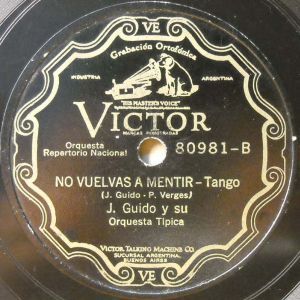 VE
Grabación Ortofónica
INDUSTRIA ARGENTINA
"HIS MASTER'S VOICE"
VICTOR
MARCAS REGISTRADAS
Orquesta
Repertorio Nacional
80981-B
NO VUELVAS A MENTIR - Tango
(J. Guido - P. Verges)
J. Guido y su
Orquesta Tipica
VICTOR TALKING MACHINE CO.
SUCURSAL ARGENTINA,
BUENOS AIRES
VE